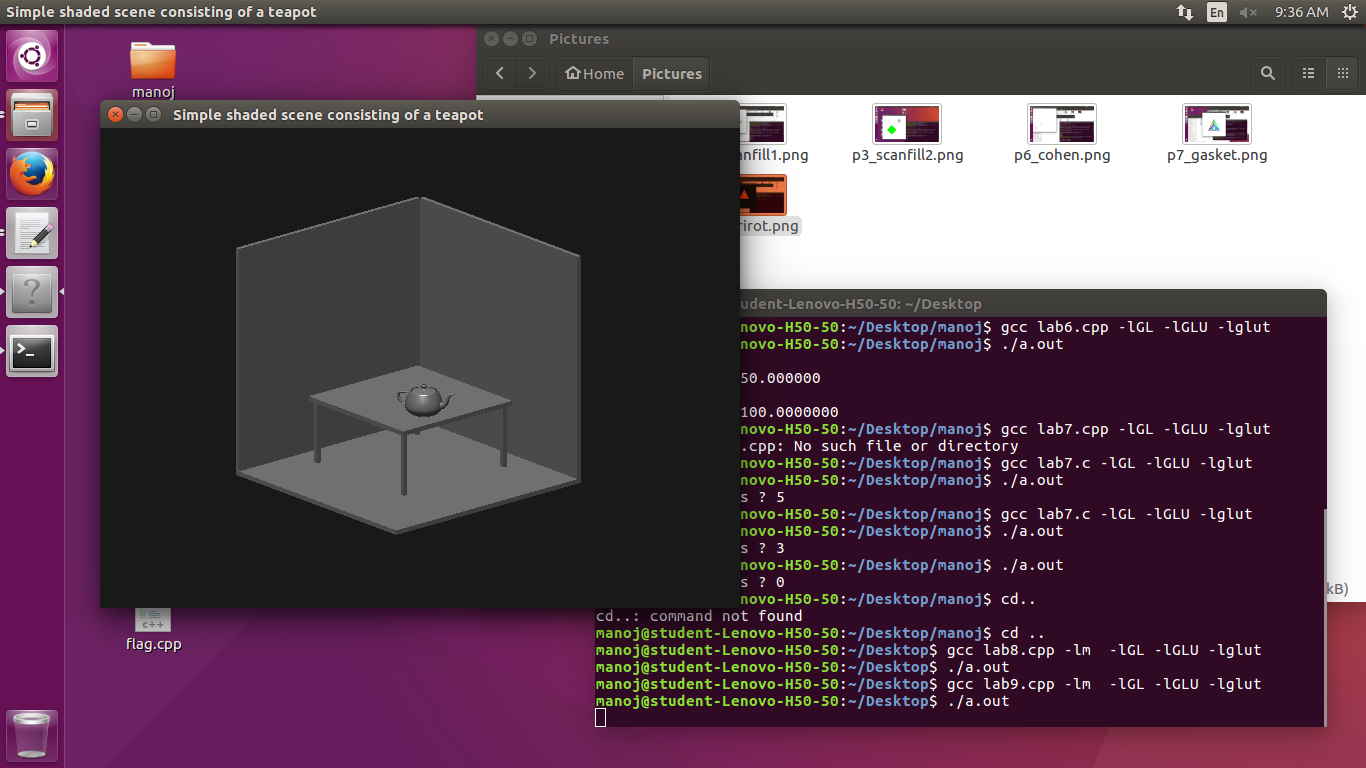 Simple shaded scene consisting of a teapot
En
9:36 AM
manoj
Pictures
Home
Pictures
Simple shaded scene consisting of a teapot
nfill1.png
p3_scanfill2.png
p6_cohen.png
p7_gasket.png
rirot.png
udent-Lenovo-H50-50: ~/Desktop
novo-H50-50:~/Desktop/manoj$ gcc lab6.cpp -lGL -lGLU -lglut
novo-H50-50:~/Desktop/manoj$ ./a.out
50.000000
100.0000000
novo-H50-50:~/Desktop/manoj$ gcc lab7.cpp -lGL -lGLU -lglut
.cpp: No such file or directory
novo-H50-50:~/Desktop/manoj$ gcc lab7.c -lGL -lGLU -lglut
novo-H50-50:~/Desktop/manoj$ ./a.out
s ? 5
novo-H50-50:~/Desktop/manoj$ gcc lab7.c -lGL -lGLU -lglut
novo-H50-50:~/Desktop/manoj$ ./a.out
s ? 3
novo-H50-50:~/Desktop/manoj$ ./a.out
s ? 0
novo-H50-50:~/Desktop/manoj$ cd..
kB)
cd..: command not found
manoj@student-Lenovo-H50-50:~/Desktop/manoj$ cd ..
manoj@student-Lenovo-H50-50:~/Desktop$ gcc lab8.cpp -lm  -lGL -lGLU -lglut
manoj@student-Lenovo-H50-50:~/Desktop$ ./a.out
manoj@student-Lenovo-H50-50:~/Desktop$ gcc lab9.cpp -lm  -lGL -lGLU -lglut
manoj@student-Lenovo-H50-50:~/Desktop$ ./a.out
c++
flag.cpp